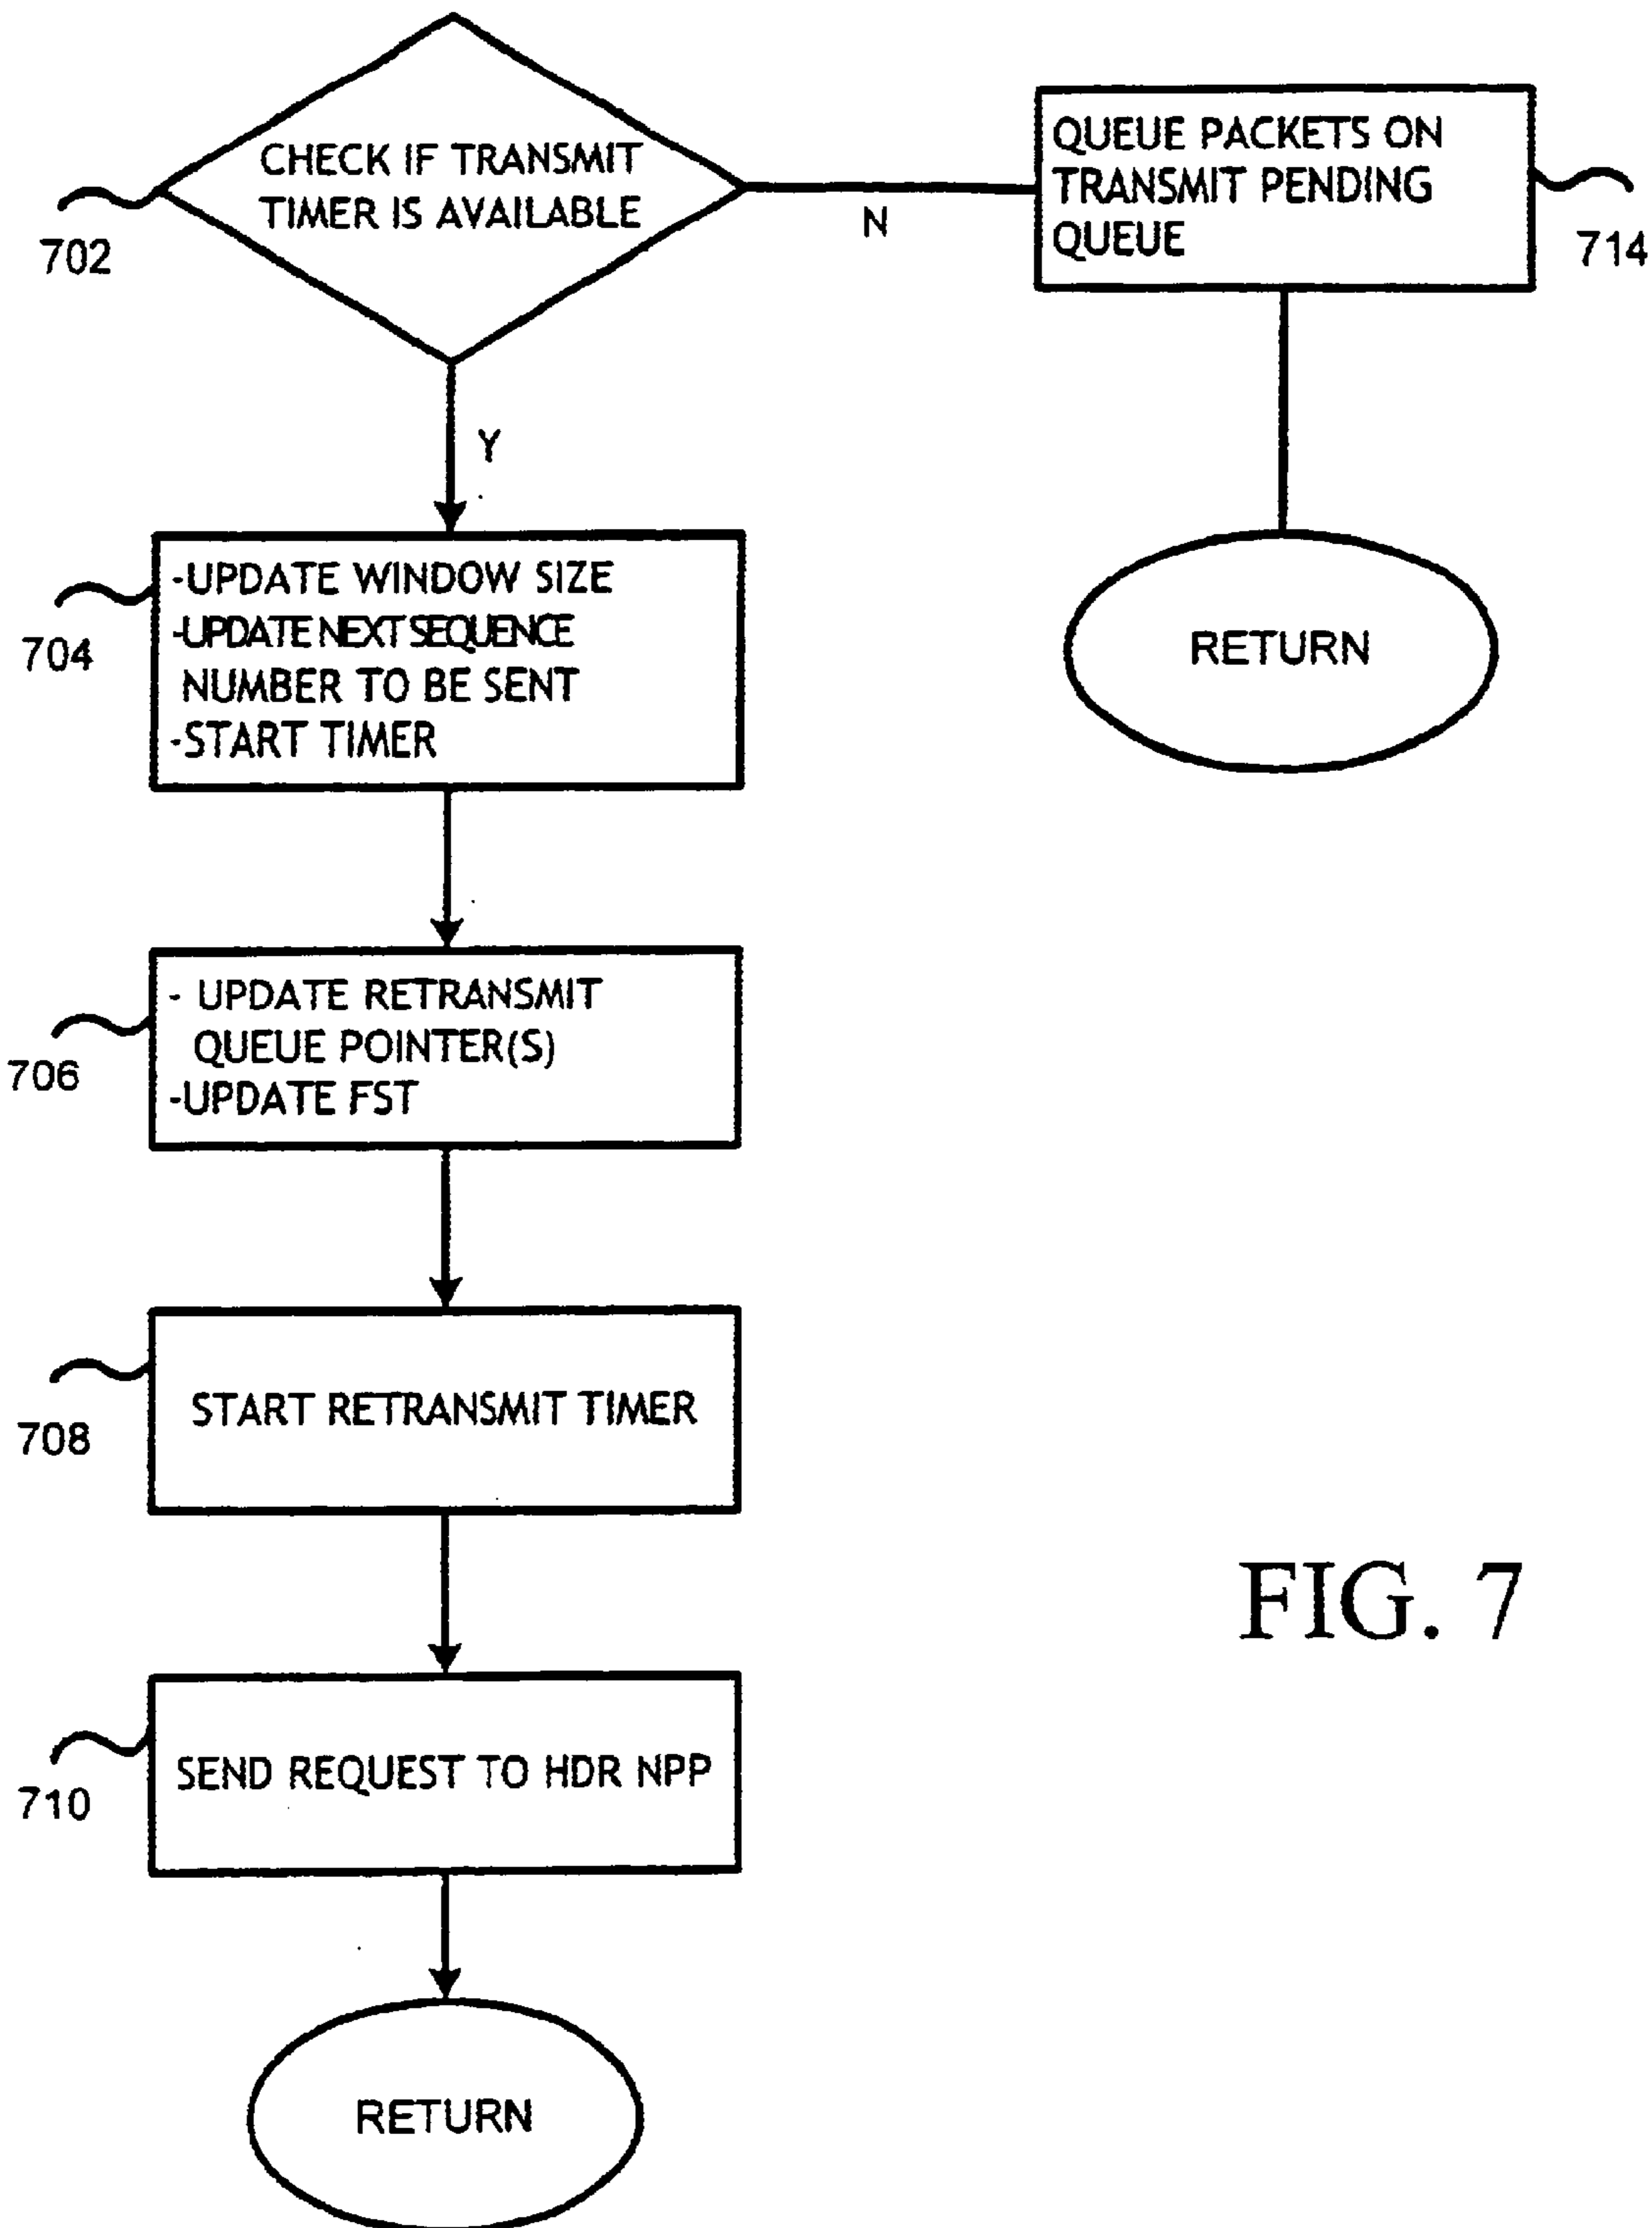 CHECK IF TRANSMIT
TIMER IS AVAILABLE
702
N
QUEUE PACKETS ON
TRANSMIT PENDING
QUEUE
714
Y
RETURN
-UPDATE WINDOW SIZE
-UPDATE NEXT SEQUENCE
NUMBER TO BE SENT
-START TIMER
704
- UPDATE RETRANSMIT
QUEUE POINTER(S)
-UPDATE FST
706
START RETRANSMIT TIMER
708
SEND REQUEST TO HDR NPP
710
RETURN
FIG. 7